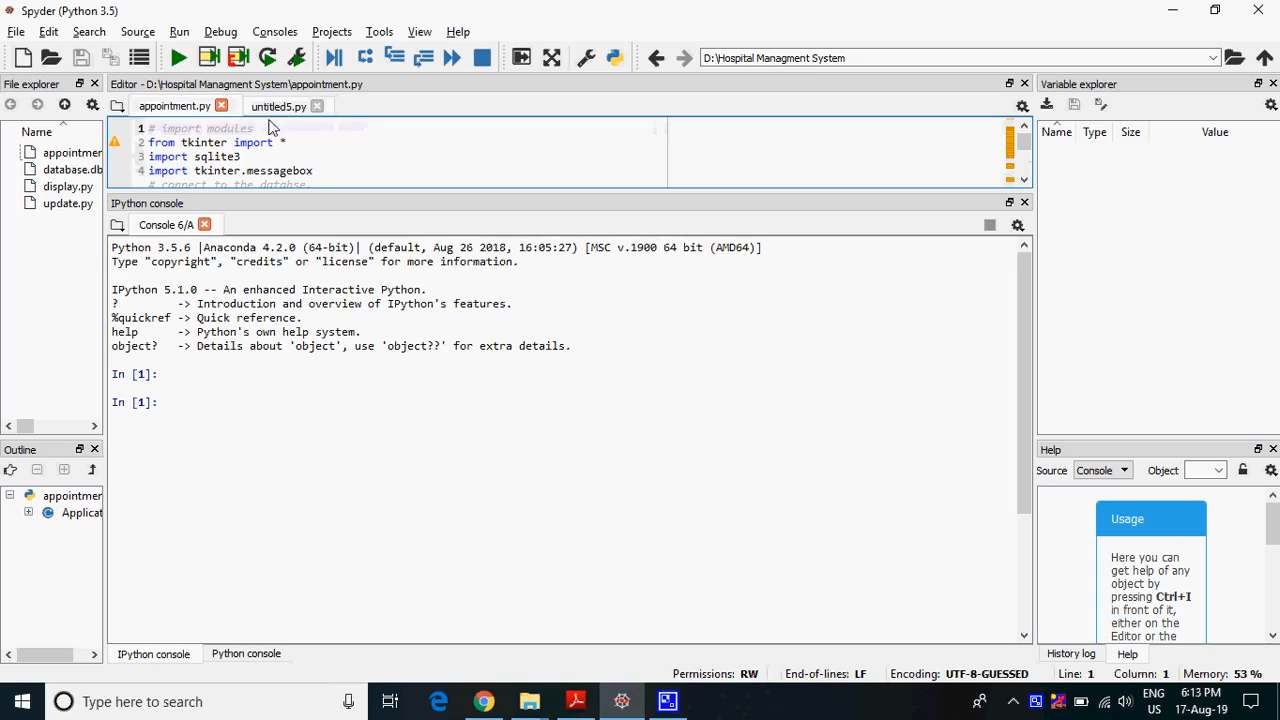 Spyder (Python 3.5)
File Edit Search Source Run Debug Consoles Projects Tools View Help
D:\Hospital Managment System
File explorer
Name
appointmer
database.db
display.py
update.py
Outline
appointmer
Applicat
Editor - D:\Hospital Managment System\appointment.py
appointment.py
untitled5.py
1 # import modules
2 from tkinter import *
3 import sqlite3
4 import tkinter.messagebox
# connect to the databse.
IPython console
Console 6/A
Python 3.5.6 |Anaconda 4.2.0 (64-bit)| (default, Aug 26 2018, 16:05:27) [MSC v.1900 64 bit (AMD64)]
Type "copyright", "credits" or "license" for more information.
IPython 5.1.0 -- An enhanced Interactive Python.
? -> Introduction and overview of IPython's features.
%quickref -> Quick reference.
help -> Python's own help system.
object? -> Details about 'object', use 'object??' for extra details.
In [1]:
In [1]:
IPython console Python console
Variable explorer
Name Type Size Value
Help
Source Console Object
Usage
Here you can
get help of any
object by
pressing Ctrl+I
in front of it,
either on the
Editor or the
History log Help
Permissions: RW End-of-lines: LF Encoding: UTF-8-GUESSED Line: 1 Column: 1 Memory: 53 %
Type here to search
ENG
US
6:13 PM
17-Aug-19